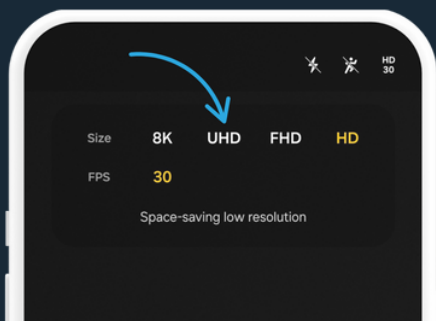 HD
30
Size 8K UHD FHD HD
FPS 30
Space-saving low resolution